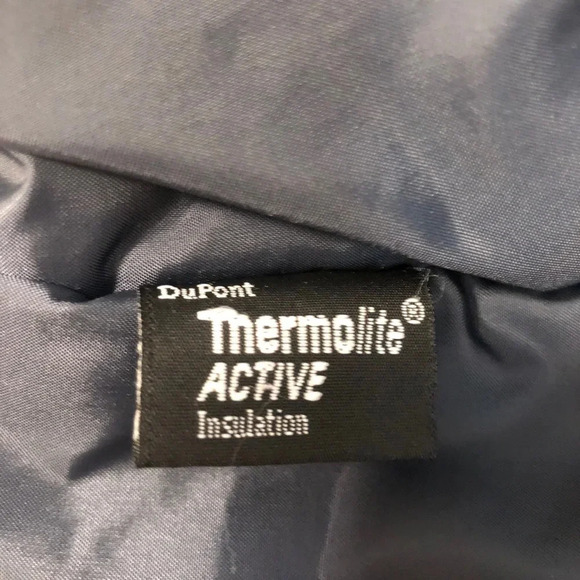 DuPont
Thermolite®
ACTIVE
Insulation